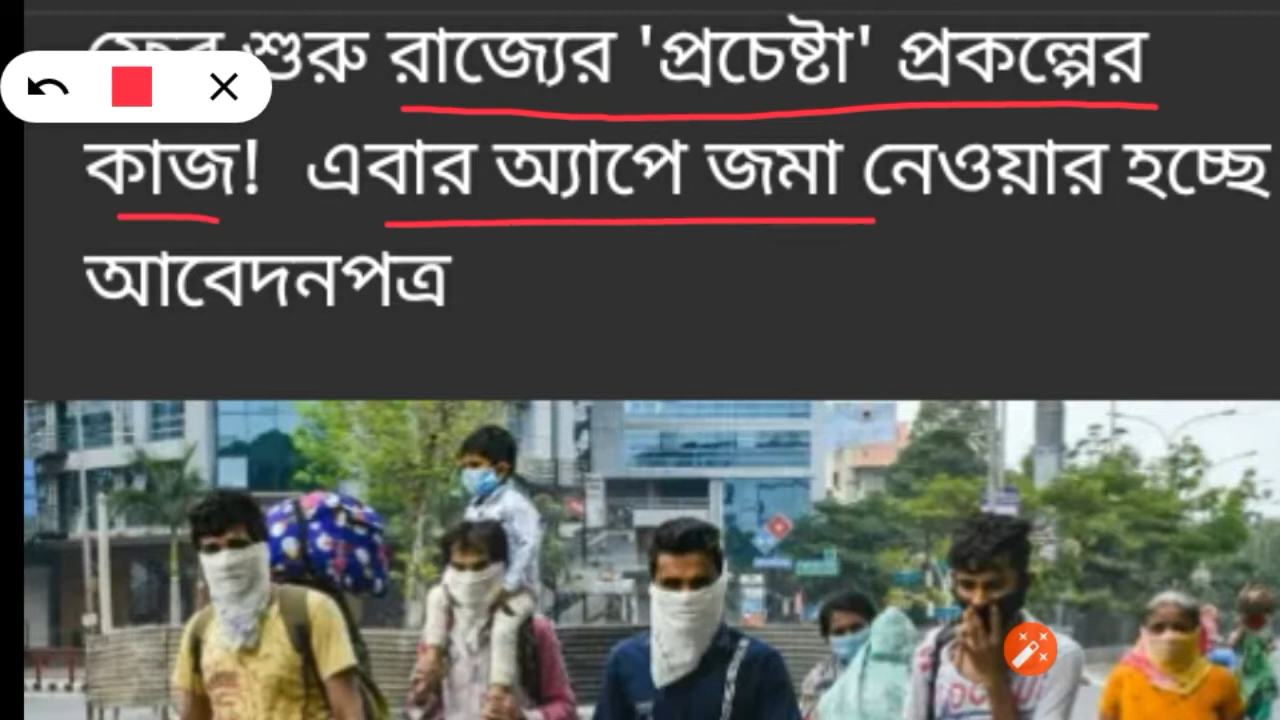 শুরু রাজ্যের 'প্রচেষ্টা' প্রকল্পের
কাজ! এবার অ্যাপে জমা নেওয়ার হচ্ছে
আবেদনপত্র